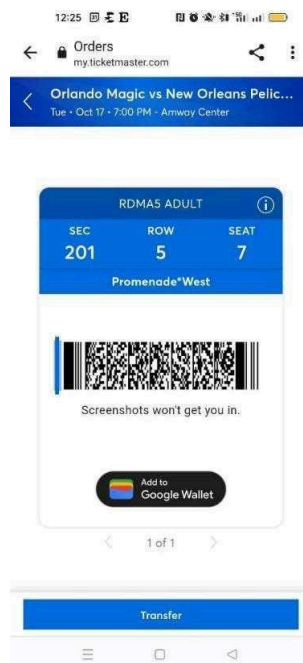 12:25
Orders
my.ticketmaster.com
Orlando Magic vs New Orleans Pelic...
Tue • Oct 17 • 7:00 PM - Amway Center
RDMA5 ADULT
SEC ROW SEAT
201 5 7
Promenade*West
Screenshots won't get you in.
Add to
Google Wallet
1 of 1
Transfer